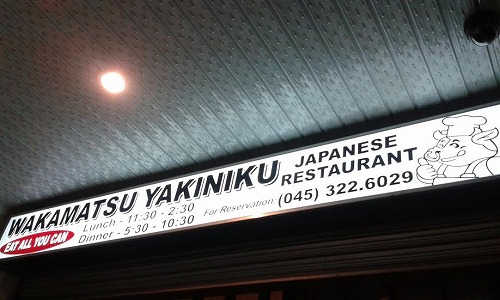 WAKAMATSU YAKINIKU
JAPANESE
RESTAURANT
EAT ALL YOU CAN
Lunch - 11:30 - 2:30
Dinner - 5:30 - 10:30
For Reservation: (045) 322.6029